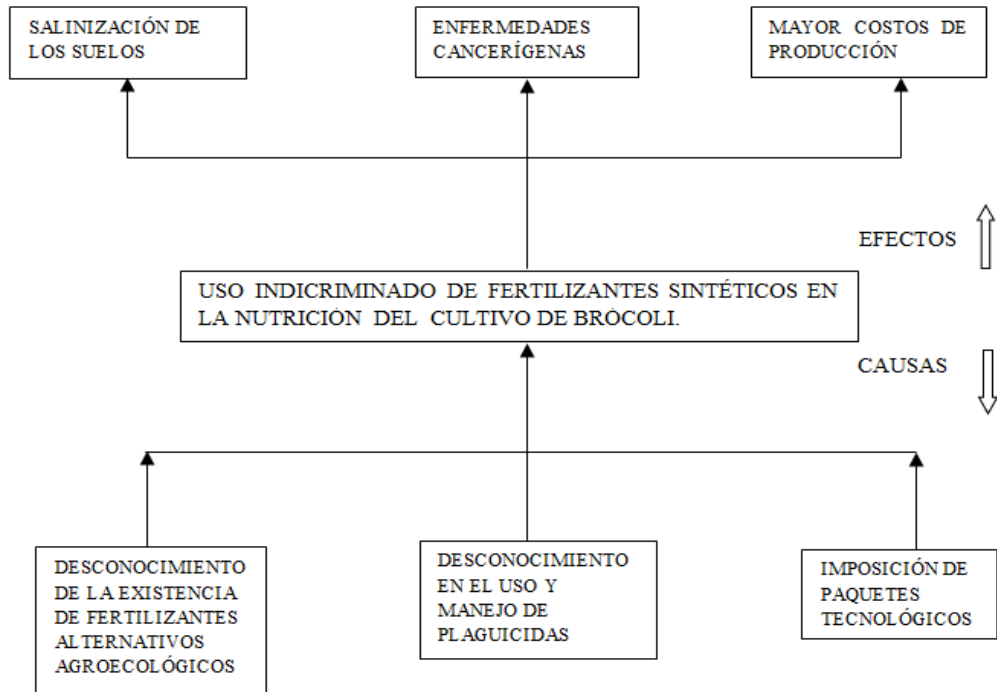 SALINIZACIÓN DE
LOS SUELOS
ENFERMEDADES
CANCERÍGENAS
MAYOR COSTOS DE
PRODUCCIÓN
EFECTOS
USO INDICRIMINADO DE FERTILIZANTES SINTÉTICOS EN
LA NUTRICIÓN DEL CULTIVO DE BRÓCOLI.
CAUSAS
DESCONOCIMIENTO
DE LA EXISTENCIA
DE FERTILIZANTES
ALTERNATIVOS
AGROECOLÓGICOS
DESCONOCIMIENTO
EN EL USO Y
MANEJO DE
PLAGUICIDAS
IMPOSICIÓN DE
PAQUETES
TECNOLÓGICOS